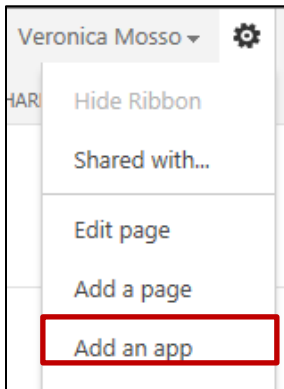 Veronica Mosso
Hide Ribbon
Shared with...
Edit page
Add a page
Add an app